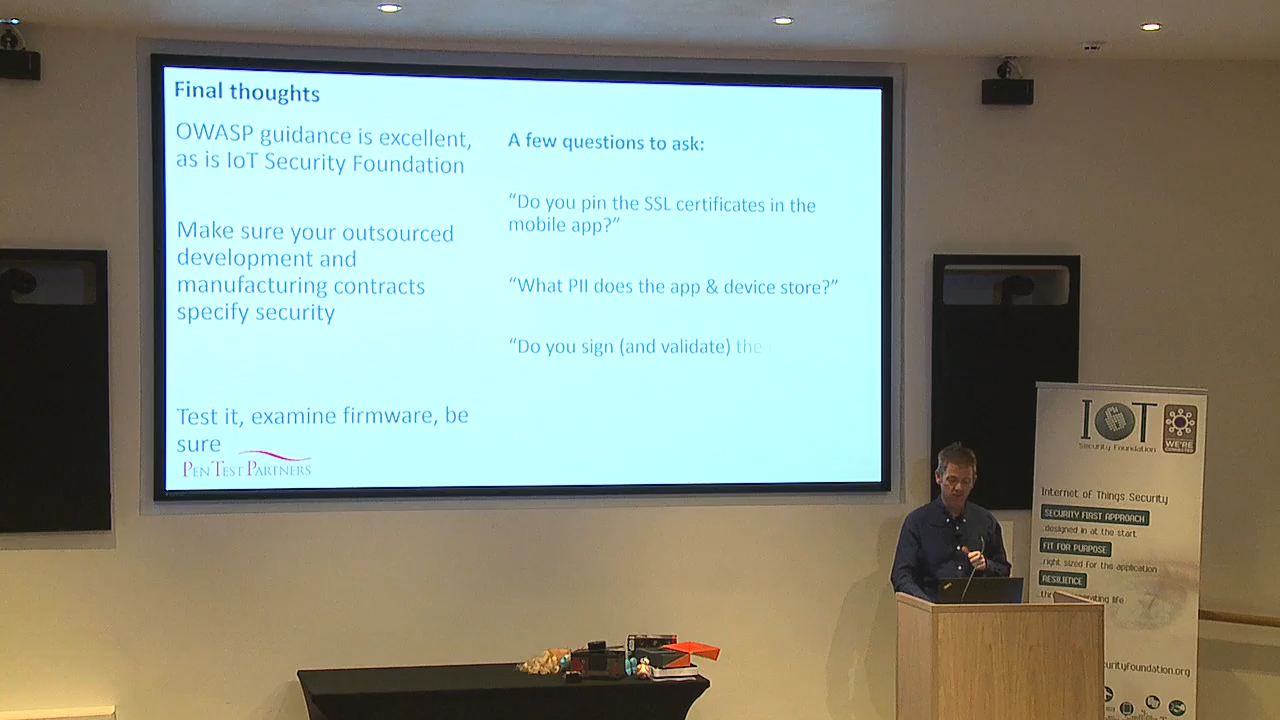 Final thoughts
OWASP guidance is excellent,
as is IoT Security Foundation
Make sure your outsourced
development and
manufacturing contracts
specify security
Test it, examine firmware, be
sure
PEN TEST PARTNERS
A few questions to ask:
“Do you pin the SSL certificates in the
mobile app?”
“What PII does the app & device store?”
“Do you sign (and validate) the
IoT
Security Foundation
WE'RE
CONNECTED
Internet of Things Security
SECURITY FIRST APPROACH
...designed in at the start
FIT FOR PURPOSE
...right sized for the application
RESILIENCE